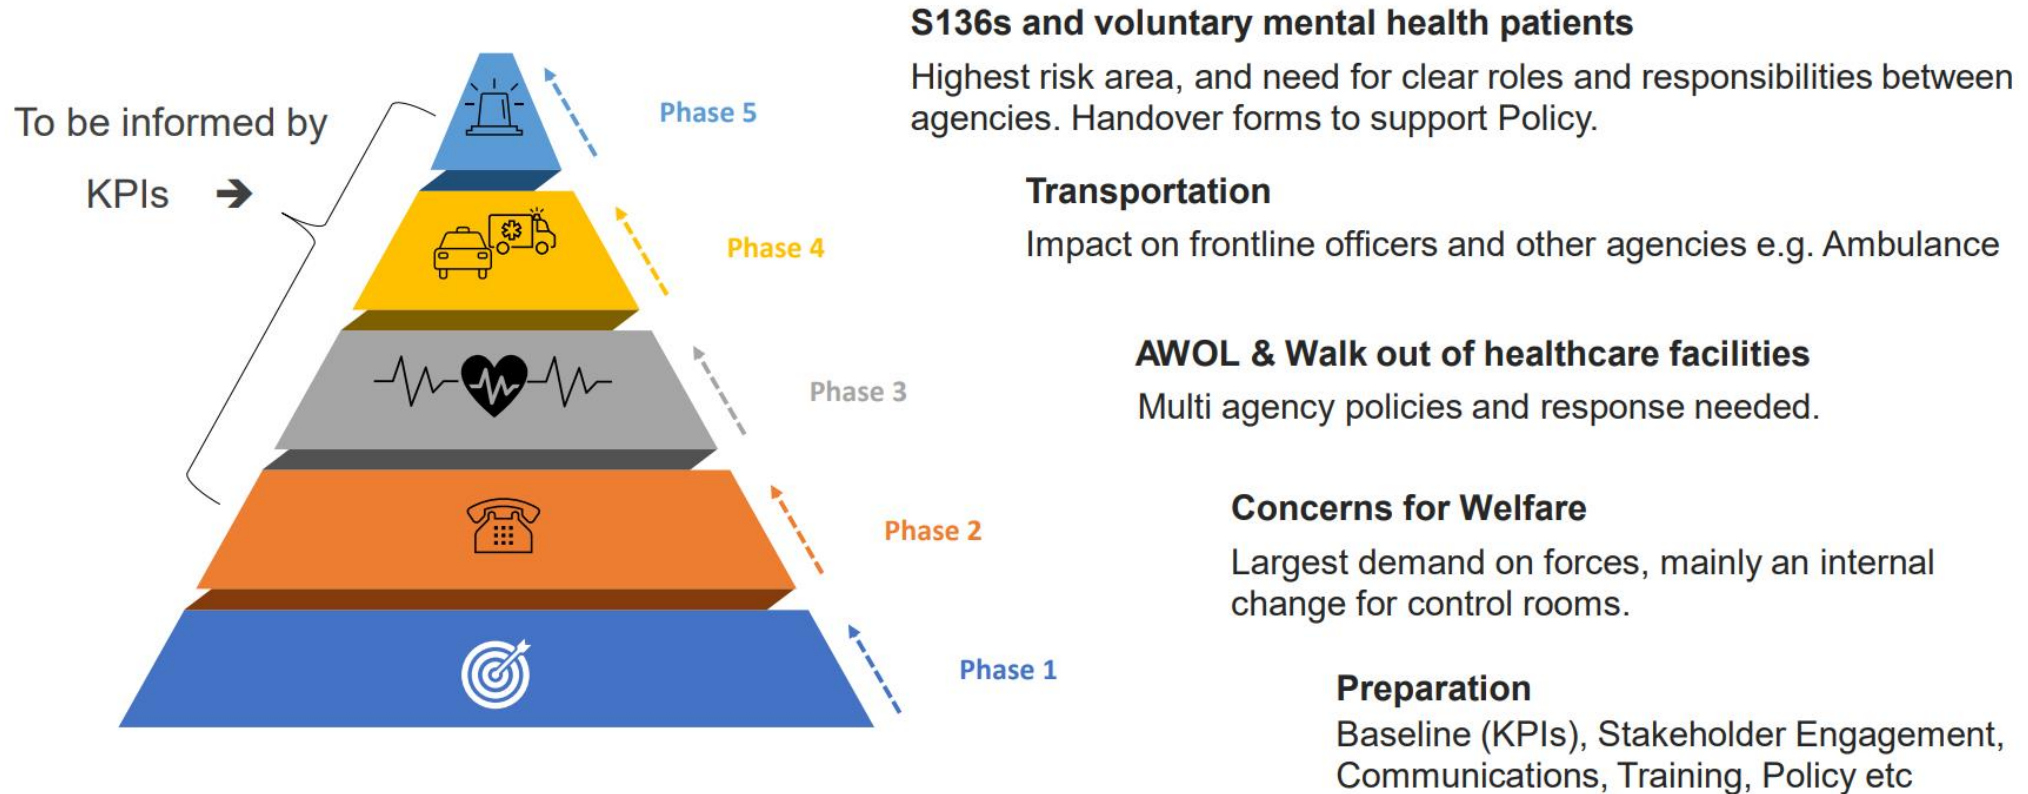 S136s and voluntary mental health patients
Highest risk area, and need for clear roles and responsibilities between
agencies. Handover forms to support Policy.
To be informed by
KPIs ➔
Phase 5
Transportation
Impact on frontline officers and other agencies e.g. Ambulance
Phase 4
AWOL & Walk out of healthcare facilities
Multi agency policies and response needed.
Phase 3
Concerns for Welfare
Largest demand on forces, mainly an internal
change for control rooms.
Phase 2
Preparation
Baseline (KPIs), Stakeholder Engagement,
Communications, Training, Policy etc
Phase 1